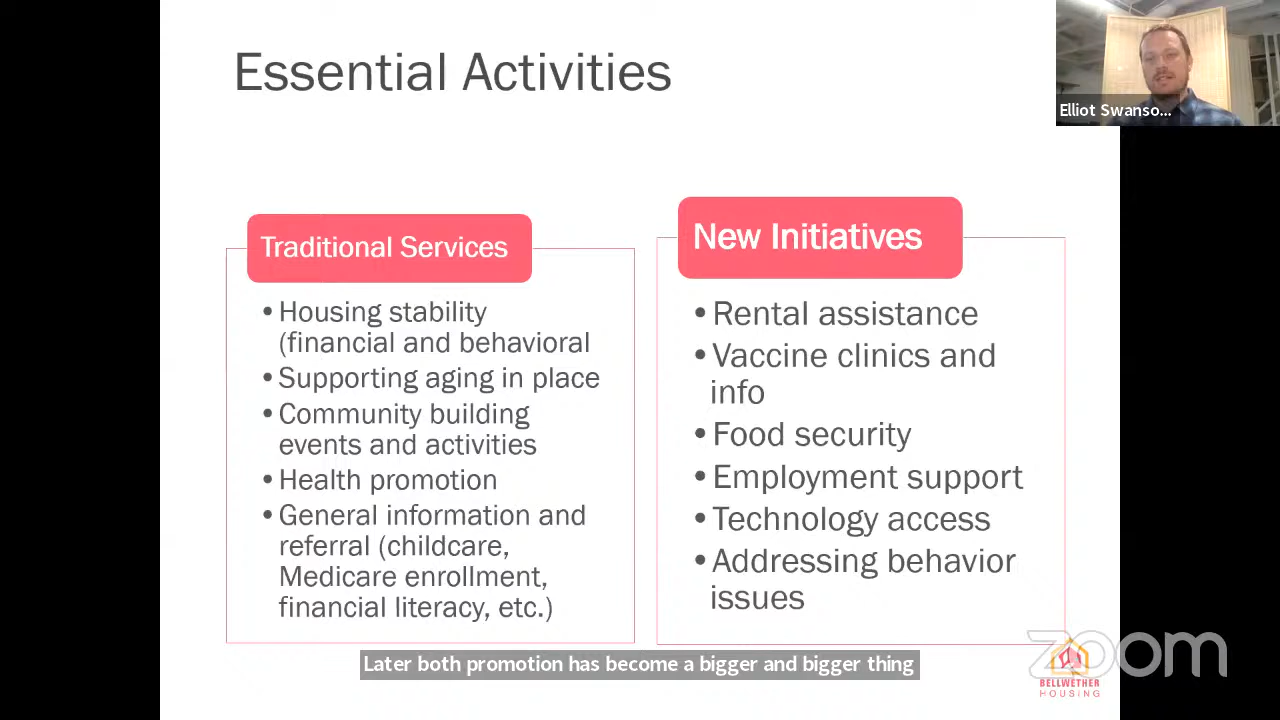 Essential Activities
Elliot Swanso...
Traditional Services
•Housing stability
(financial and behavioral
•Supporting aging in place
•Community building
events and activities
•Health promotion
•General information and
referral (childcare,
Medicare enrollment,
financial literacy, etc.)
New Initiatives
•Rental assistance
•Vaccine clinics and
info
•Food security
•Employment support
•Technology access
•Addressing behavior
issues
Later both promotion has become a bigger and bigger thing
zoom
BELLWETHER
HOUSING